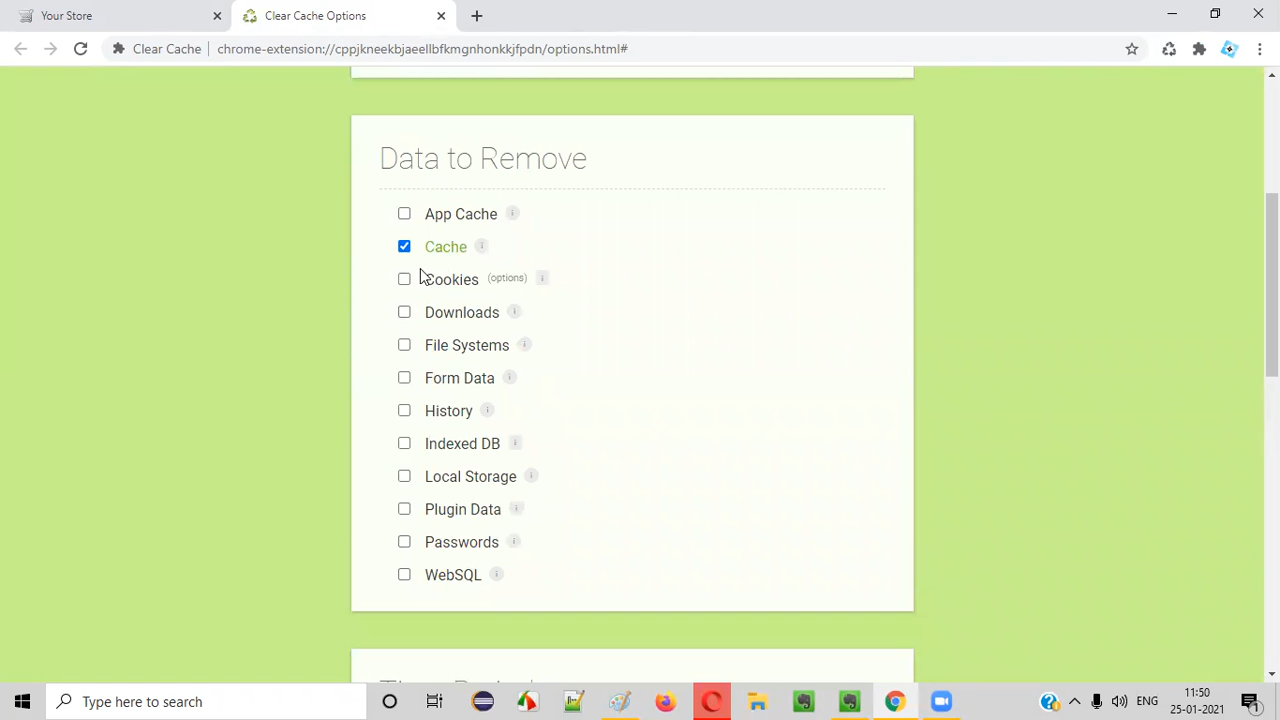 Your Store
Clear Cache Options
Clear Cache
chrome-extension://cppjkneekbjaeellbfkmgnhonkkjfpdn/options.html#
Data to Remove
App Cache i
Cache i
Cookies (options) i
Downloads i
File Systems i
Form Data i
History i
Indexed DB i
Local Storage i
Plugin Data i
Passwords i
WebSQL i
Type here to search
ENG
11:50
25-01-2021